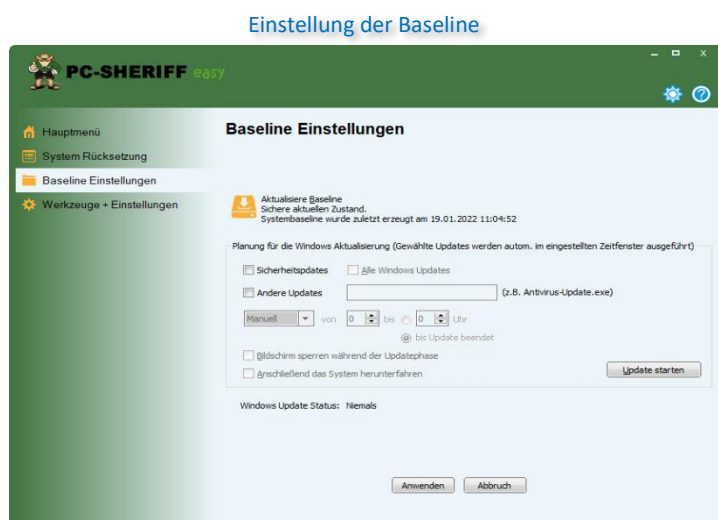 Einstellung der Baseline
PC-SHERIFF easy
Hauptmenü
System Rücksetzung
Baseline Einstellungen
Werkzeuge + Einstellungen
Baseline Einstellungen
Aktualisiere Baseline
Sichere aktuellen Zustand.
Systembaseline wurde zuletzt erzeugt am 19.01.2022 11:04:52
Planung für die Windows Aktualisierung (Gewählte Updates werden autom. im eingestellten Zeitfenster ausgeführt)
Sicherheitspdates Alle Windows Updates
Andere Updates (z.B. Antivirus-Update.exe)
Manuell von 0 bis 0 Uhr
bis Update beendet
Bildschirm sperren während der Updatephase
Anschließend das System herunterfahren
Update starten
Windows Update Status: Niemals
Anwenden Abbruch